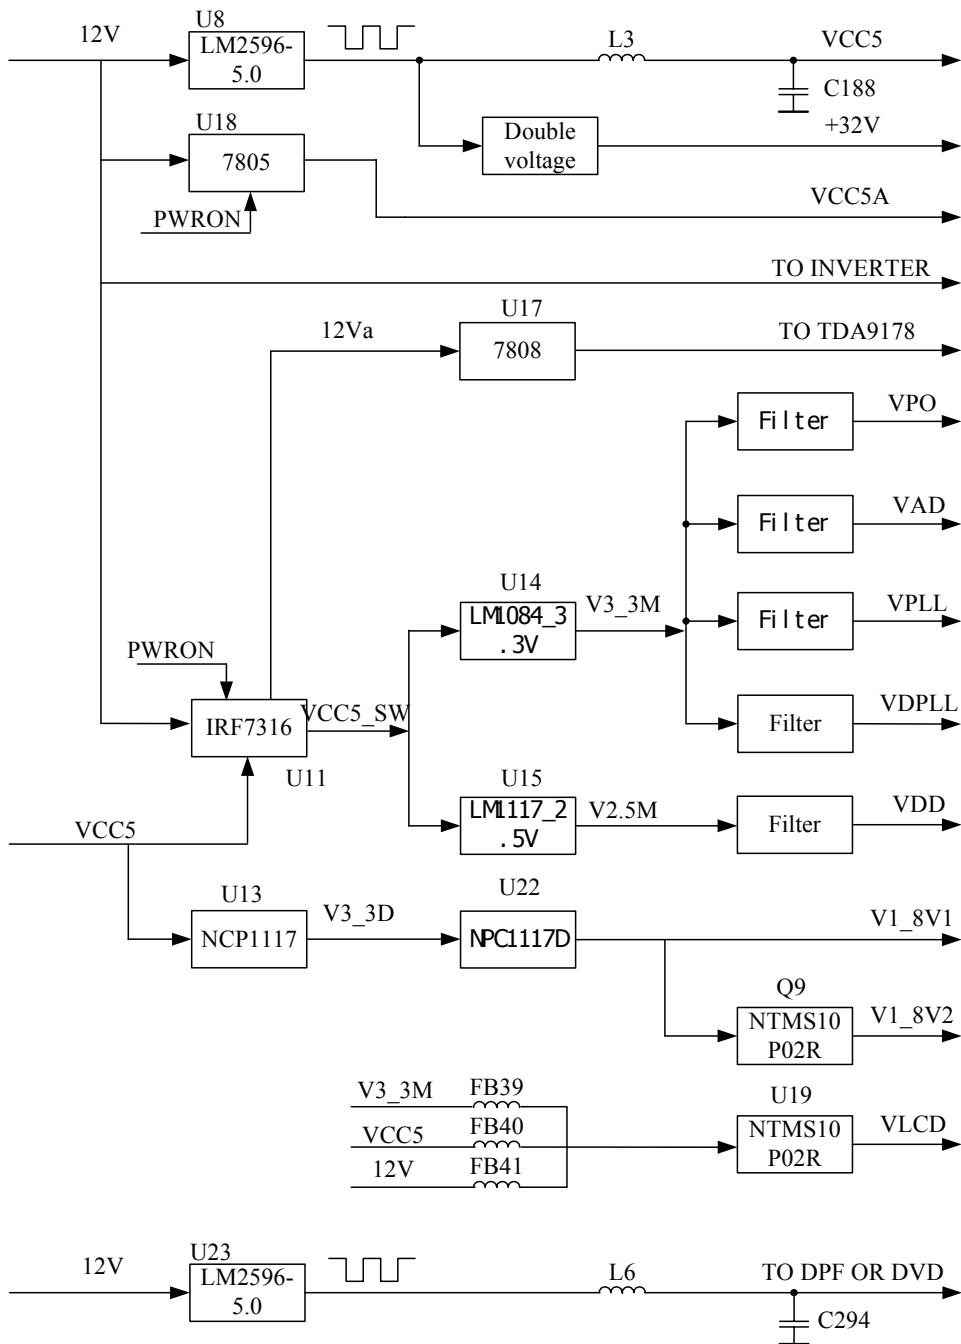 U8
12V
LM2596-
5.0
L3
VCC5
C188
U18
7805
Double
voltage
+32V
PWRON
VCC5A
TO INVERTER
U17
12Va
7808
TO TDA9178
Filter
VPO
Filter
VAD
U14
LM1084_3
.3V
V3_3M
Filter
VPLL
PWRON
IRF7316
VCC5_SW
U11
Filter
VDPLL
U15
LM1117_2
.5V
V2.5M
Filter
VDD
VCC5
U13
NCP1117
V3_3D
U22
NPC1117D
V1_8V1
Q9
NTMS10
P02R
V1_8V2
V3_3M
FB39
VCC5
FB40
12V
FB41
U19
NTMS10
P02R
VLCD
12V
U23
LM2596-
5.0
L6
TO DPF OR DVD
C294